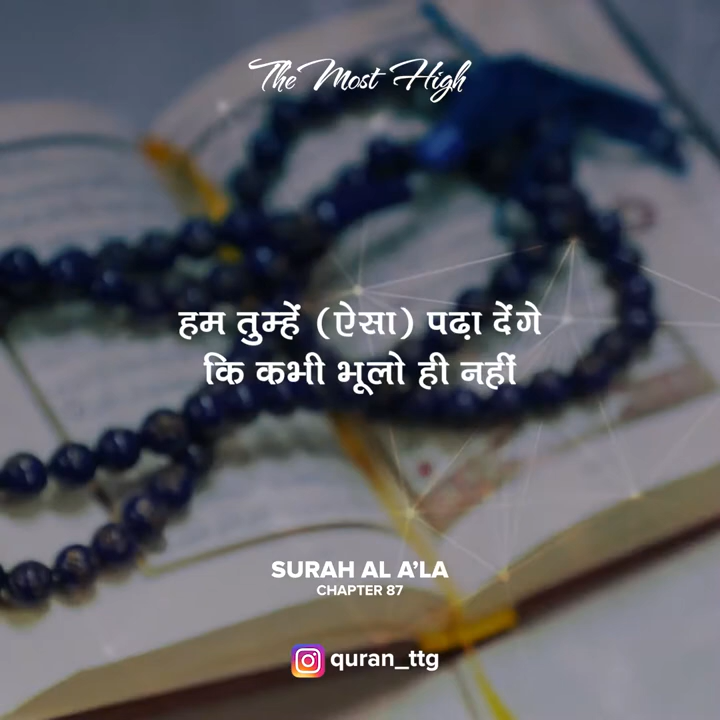 The Most High
हम तुम्हें (ऐसा) पढ़ा देंगे
कि कभी भूलो ही नहीं
SURAH AL A'LA
CHAPTER 87
quran_ttg